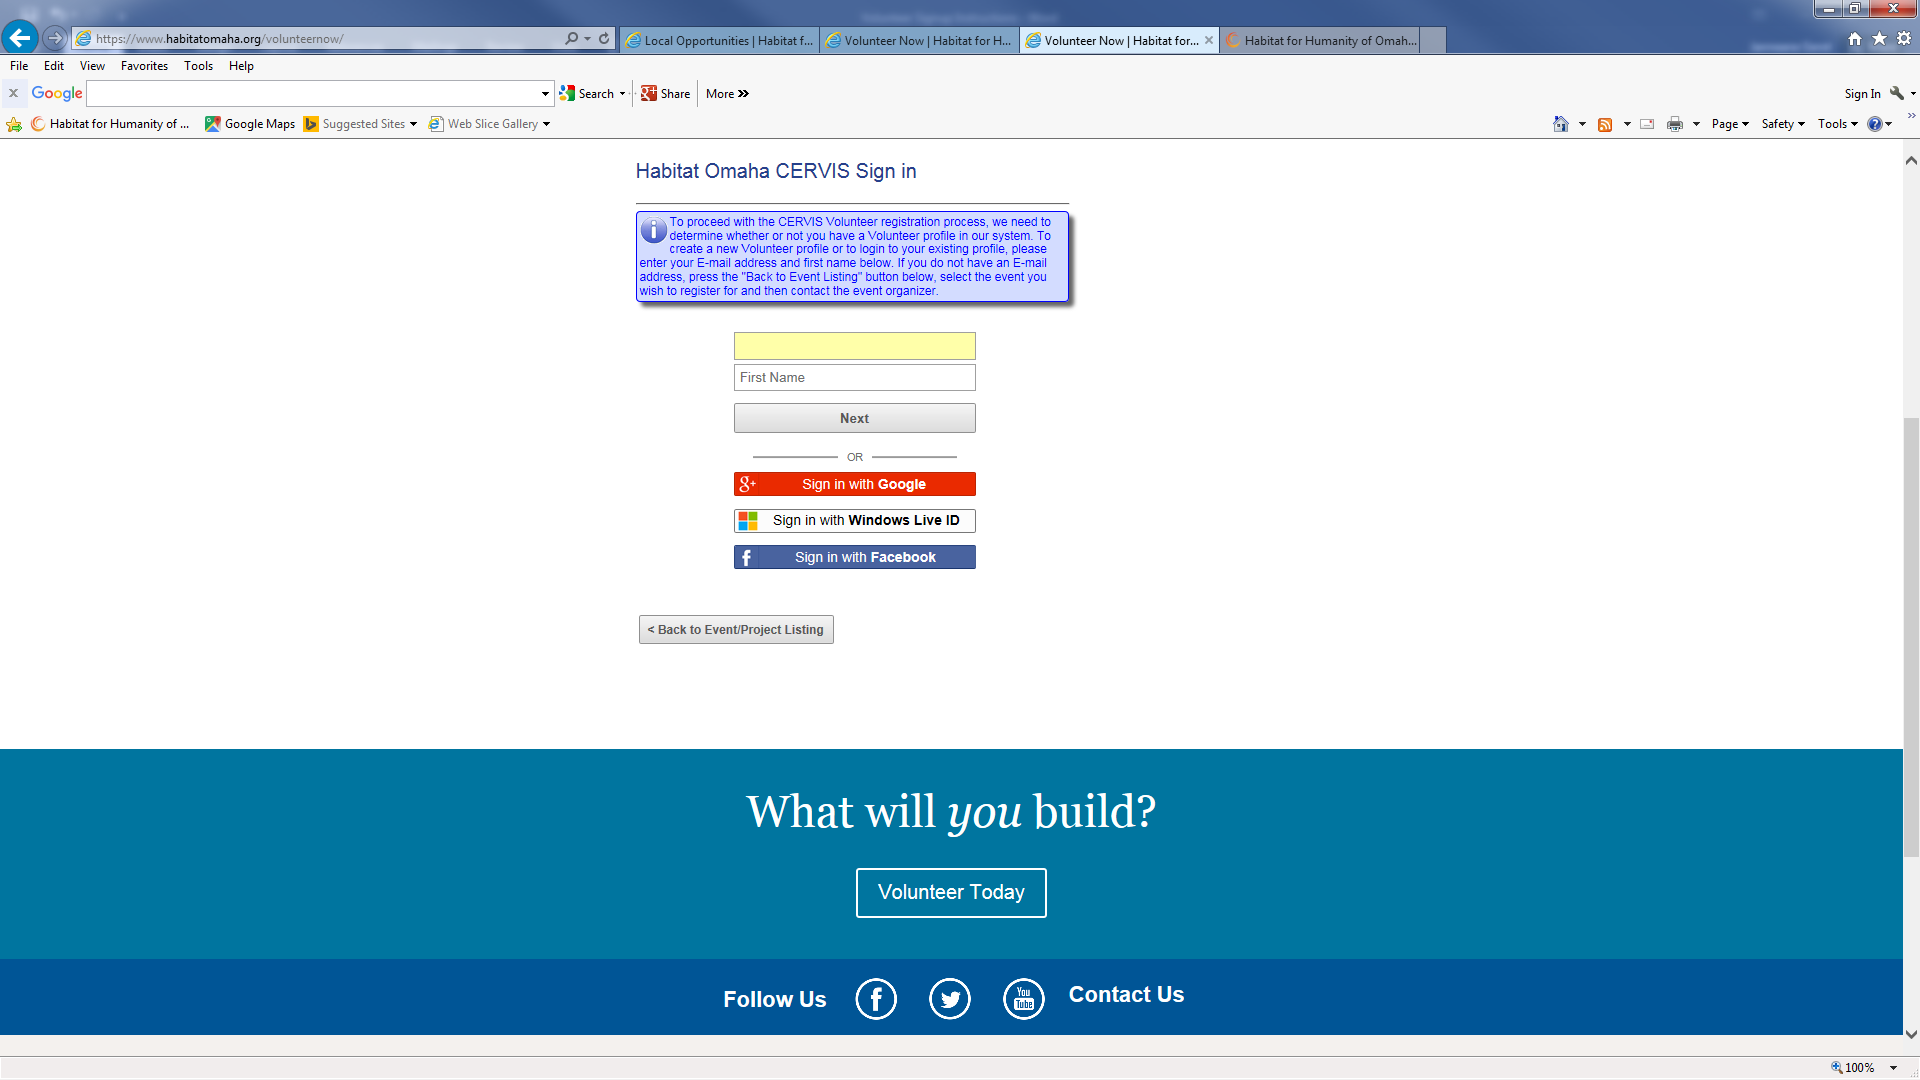 https://www.habitatomaha.org/volunteernow/
Local Opportunities | Habitat f...
Volunteer Now | Habitat for H...
Volunteer Now | Habitat for...
Habitat for Humanity of Omah...
File Edit View Favorites Tools Help
x Google Search Share More »
Sign In
Habitat for Humanity of ... Google Maps Suggested Sites Web Slice Gallery
Page Safety Tools
Habitat Omaha CERVIS Sign in
To proceed with the CERVIS Volunteer registration process, we need to
determine whether or not you have a Volunteer profile in our system. To
create a new Volunteer profile or to login to your existing profile, please
enter your E-mail address and first name below. If you do not have an E-mail
address, press the "Back to Event Listing" button below, select the event you
wish to register for and then contact the event organizer.
First Name
Next
OR
g+ Sign in with Google
Sign in with Windows Live ID
f Sign in with Facebook
< Back to Event/Project Listing
What will you build?
Volunteer Today
Follow Us
You Tube
Contact Us
100%